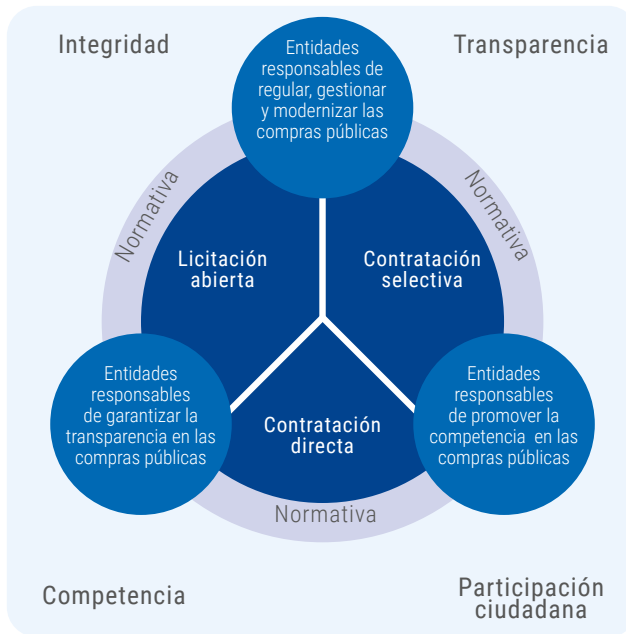 Integridad
Transparencia
Entidades
responsables de
regular, gestionar
y modernizar las
compras públicas
Normativa
Normativa
Licitación
abierta
Contratación
selectiva
Entidades
responsables
de garantizar la
transparencia en las
compras públicas
Contratación
directa
Entidades
responsables
de promover la
competencia en las
compras públicas
Normativa
Competencia
Participación
ciudadana